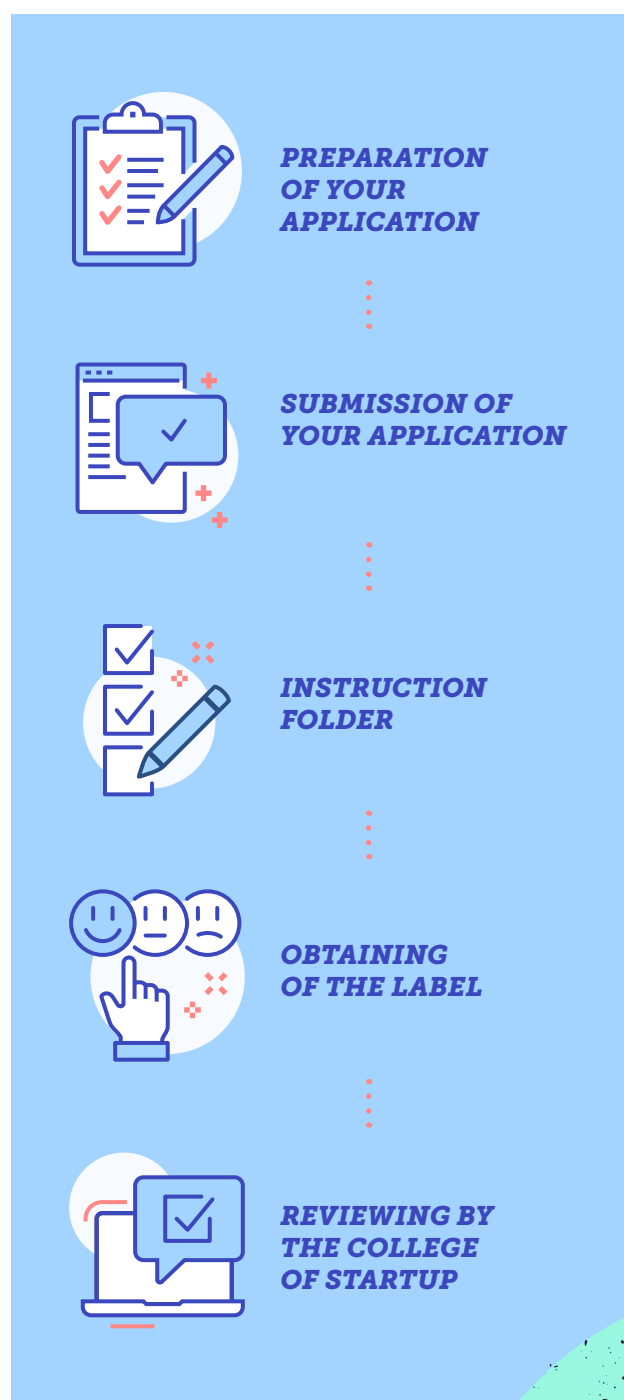 PREPARATION
OF YOUR
APPLICATION
SUBMISSION OF
YOUR APPLICATION
INSTRUCTION
FOLDER
OBTAINING
OF THE LABEL
REVIEWING BY
THE COLLEGE
OF STARTUP